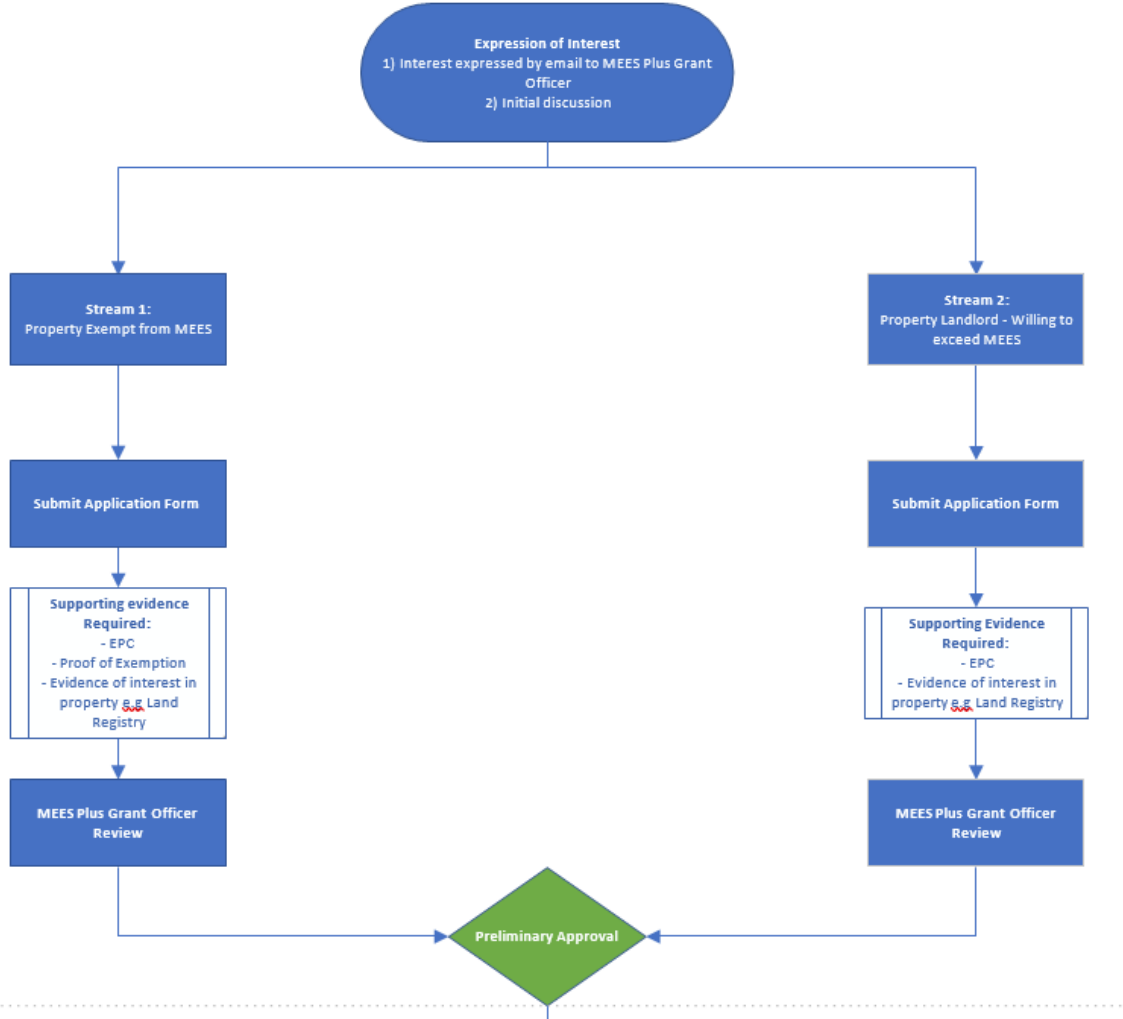 Expression of Interest
1) Interest expressed by email to MEES Plus Grant
Officer
2) Initial discussion
Stream 1:
Property Exempt from MEES
Stream 2:
Property Landlord - Willing to
exceed MEES
Submit Application Form
Submit Application Form
Supporting evidence
Required:
- EPC
- Proof of Exemption
- Evidence of interest in
property e.g Land
Registry
Supporting Evidence
Required:
- EPC
- Evidence of interest in
property e.g Land Registry
MEES Plus Grant Officer
Review
MEES Plus Grant Officer
Review
Preliminary Approval